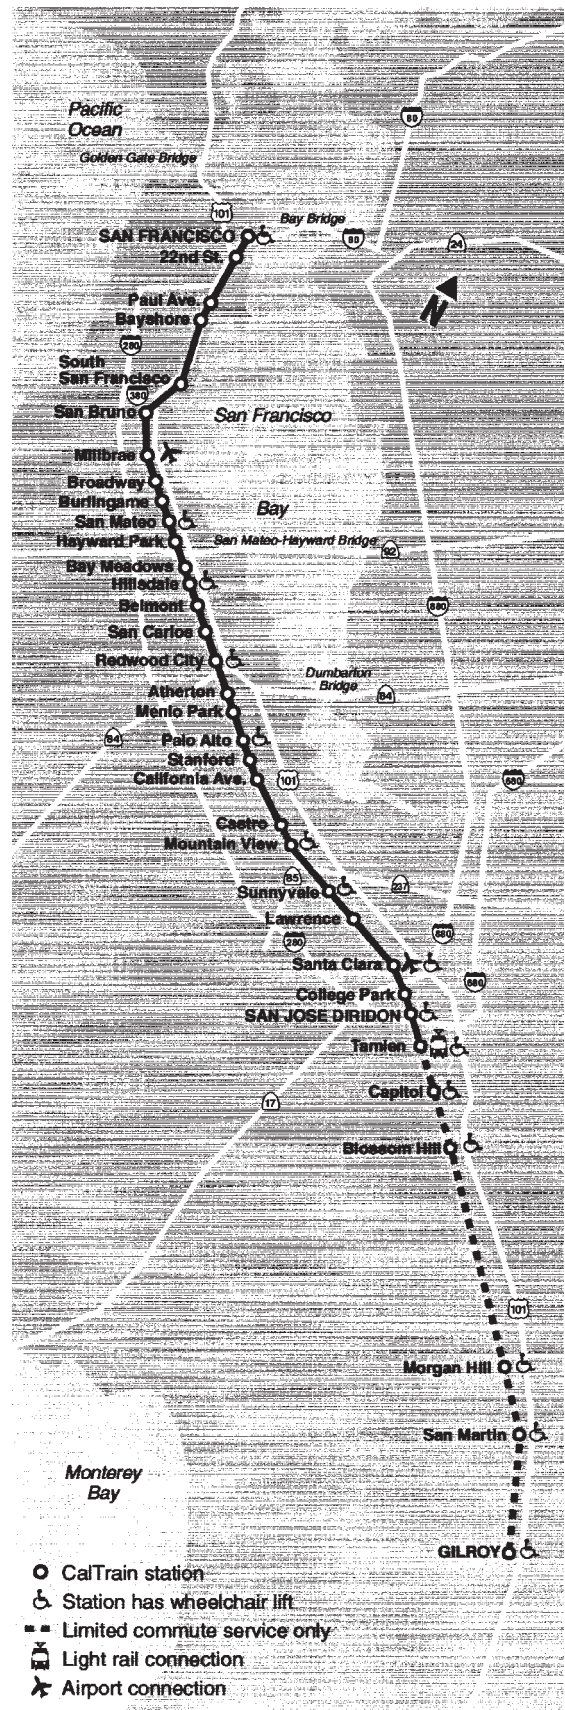 Pacific
Ocean
80
Golden Gate Bridge
101
Bay Bridge
SAN FRANCISCO
80
24
22nd St.
N
Paul Ave.
Bayshore
280
South
San Francisco
380
San Bruno
San Francisco
Millbrae
Broadway
Burlingame
Bay
San Mateo
Hayward Park
San Mateo-Hayward Bridge
92
Bay Meadows
Hillsdale
Belmont
880
San Carlos
Redwood City
Dumbarton
Bridge
Atherton
84
Menlo Park
84
Palo Alto
Stanford
California Ave.
101
680
Castro
Mountain View
85
Sunnyvale
237
Lawrence
280
880
Santa Clara
680
College Park
SAN JOSE DIRIDON
Tamien
Capitol
17
Blossom Hill
101
Morgan Hill
San Martin
Monterey
Bay
GILROY
CalTrain station
Station has wheelchair lift
Limited commute service only
Light rail connection
Airport connection